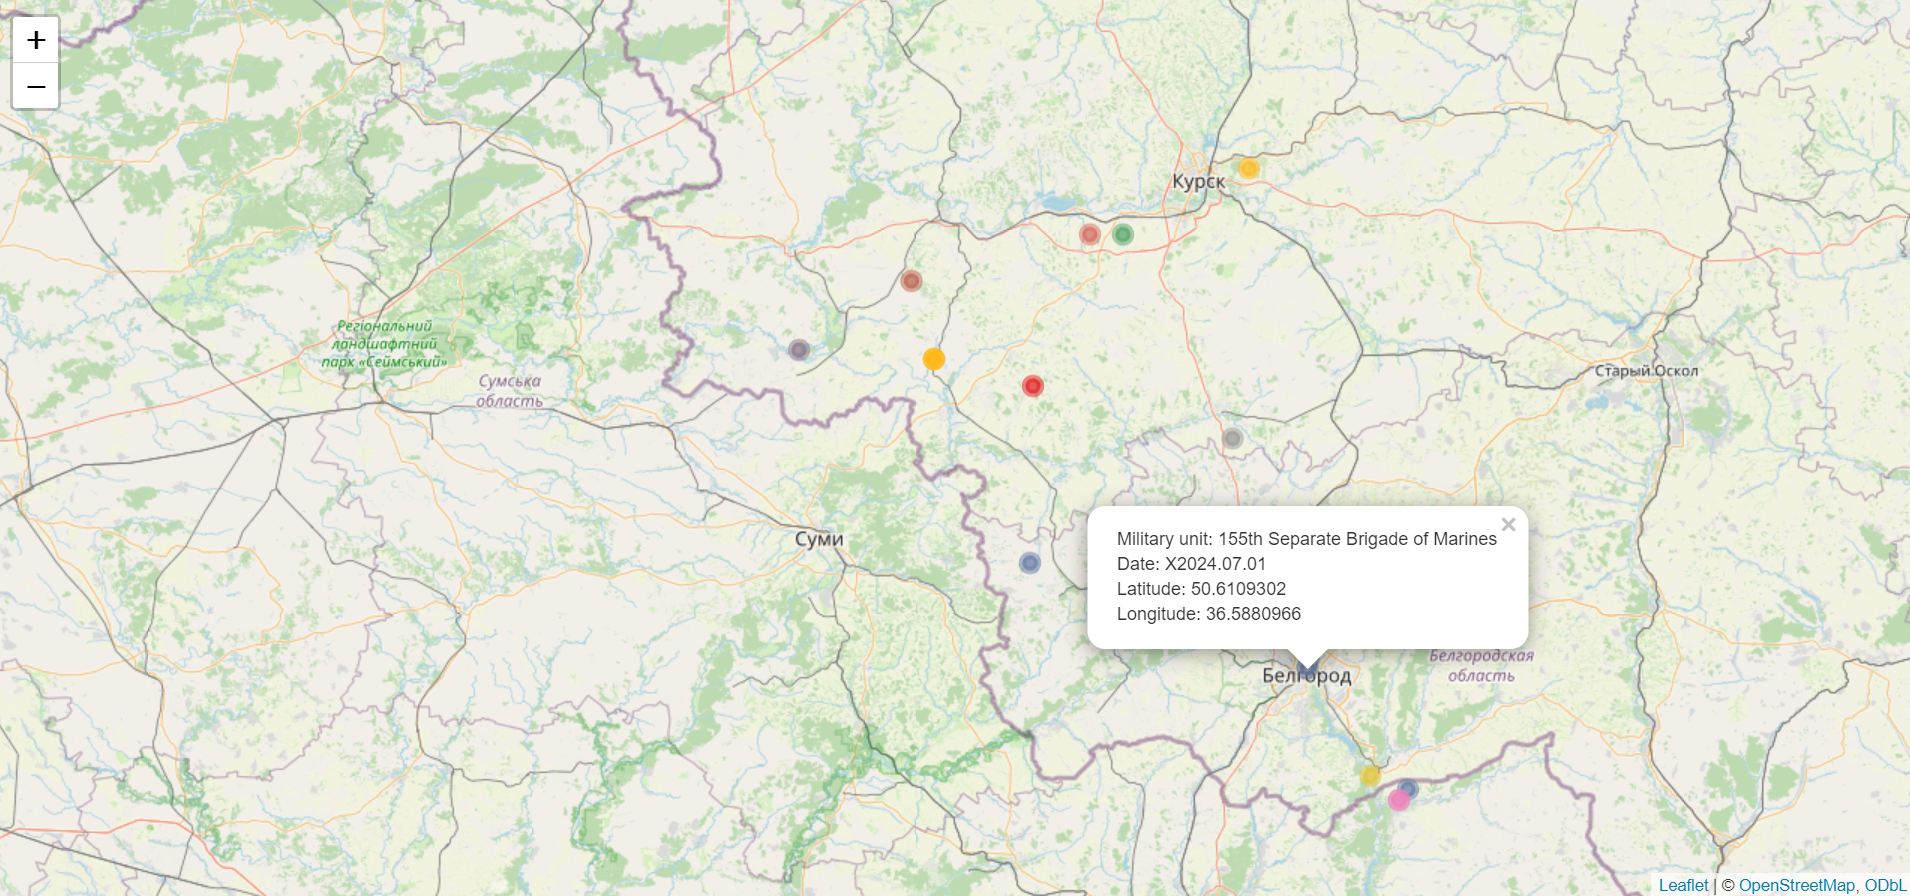 +
−
Курск
Регіональний
ландшафтний
парк «Сеймський»
Сумська
область
Старый Оскол
Суми
×
Military unit: 155th Separate Brigade of Marines
Date: X2024.07.01
Latitude: 50.6109302
Longitude: 36.5880966
Белгородская
область
Белгород
Leaflet | © OpenStreetMap, ODbL